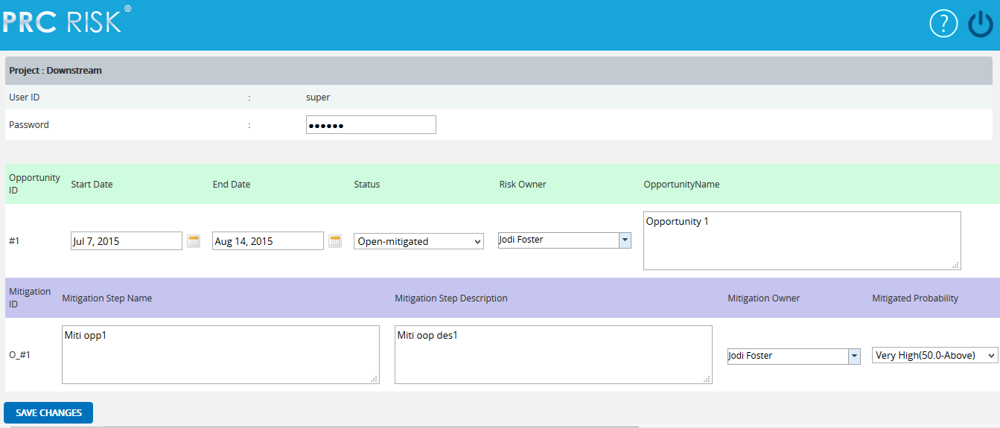 PRC RISK®
?
Project : Downstream
User ID : super
Password : ●●●●●●
Opportunity
ID
Start Date End Date Status Risk Owner OpportunityName
#1 Jul 7, 2015 Aug 14, 2015 Open-mitigated Jodi Foster Opportunity 1
Mitigation
ID
Mitigation Step Name Mitigation Step Description Mitigation Owner Mitigated Probability
O_#1 Miti opp1 Miti oop des1 Jodi Foster Very High(50.0-Above)
SAVE CHANGES